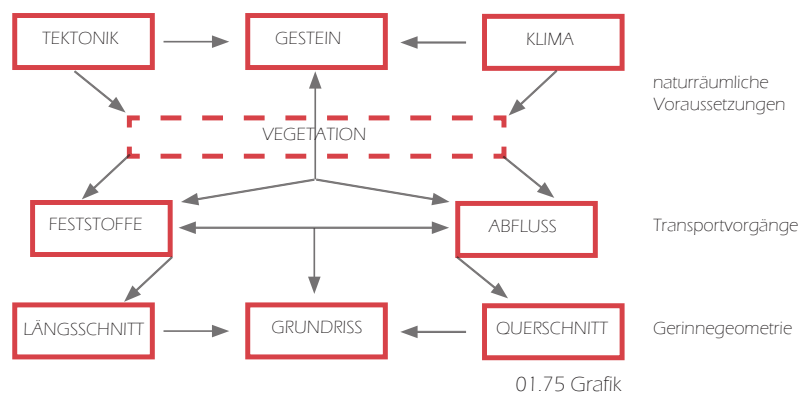 TEKTONIK
GESTEIN
KLIMA
naturräumliche
Voraussetzungen
VEGETATION
FESTSTOFFE
ABFLUSS
Transportvorgänge
LÄNGSSCHNITT
GRUNDRISS
QUERSCHNITT
Gerinnegeometrie
01.75 Grafik